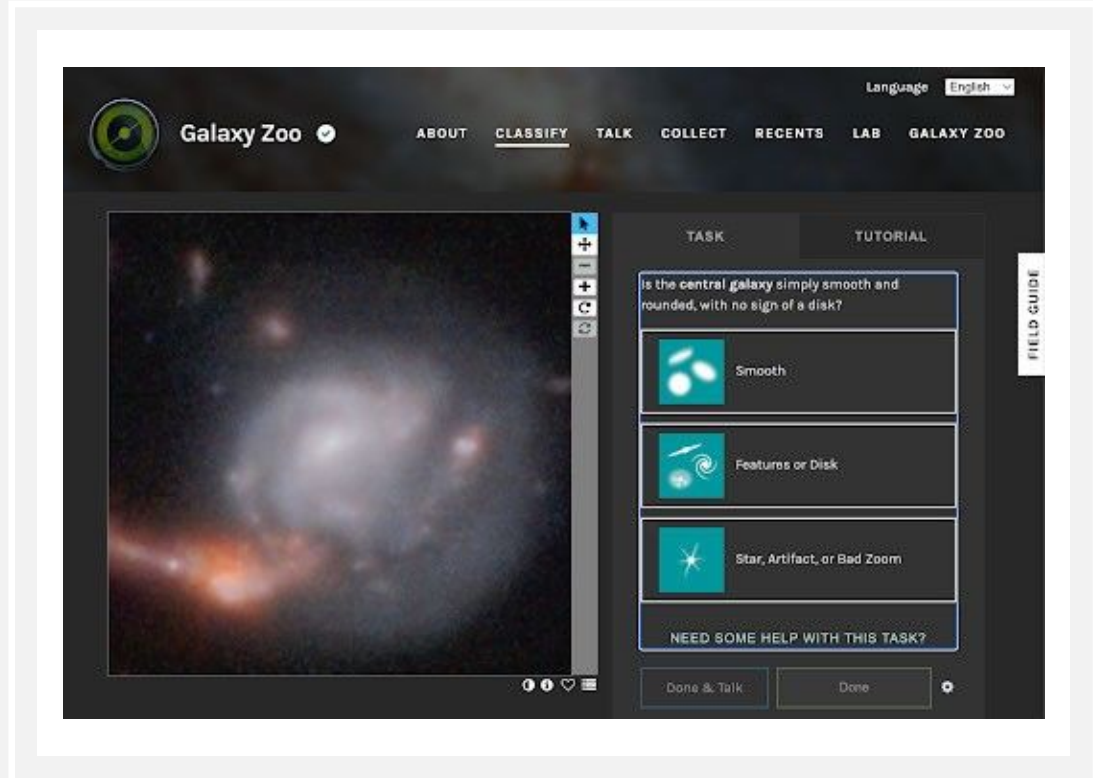 Language English
Galaxy Zoo ABOUT CLASSIFY TALK COLLECT RECENTS LAB GALAXY ZOO
TASK TUTORIAL
Is the central galaxy simply smooth and
rounded, with no sign of a disk?
Smooth
Features or Disk
Star, Artifact, or Bad Zoom
NEED SOME HELP WITH THIS TASK?
Done & Talk Done
FIELD GUIDE